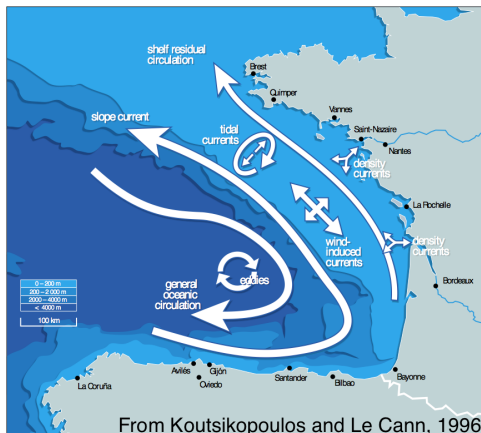 shelf residual
circulation
Brest
Quimper
slope current
tidal
currents
Vannes
Saint-Nazaire
Nantes
density
currents
La Rochelle
wind-
induced
currents
density
currents
eddies
general
oceanic
circulation
Bordeaux
0 – 200 m
200 – 2 000 m
2000 – 4000 m
< 4000 m
100 km
Avilés
Gijón
Oviedo
La Coruña
Santander
Bilbao
Bayonne
From Koutsikopoulos and Le Cann, 1996